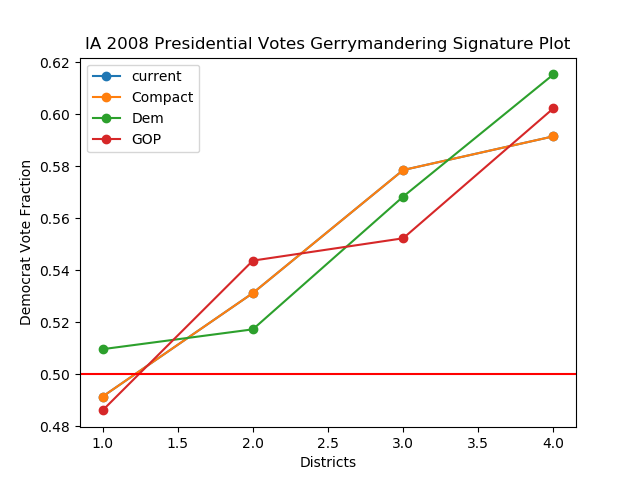 IA 2008 Presidential Votes Gerrymandering Signature Plot
current
Compact
Dem
GOP
Democrat Vote Fraction
0.62
0.60
0.58
0.56
0.54
0.52
0.50
0.48
1.0 1.5 2.0 2.5 3.0 3.5 4.0
Districts